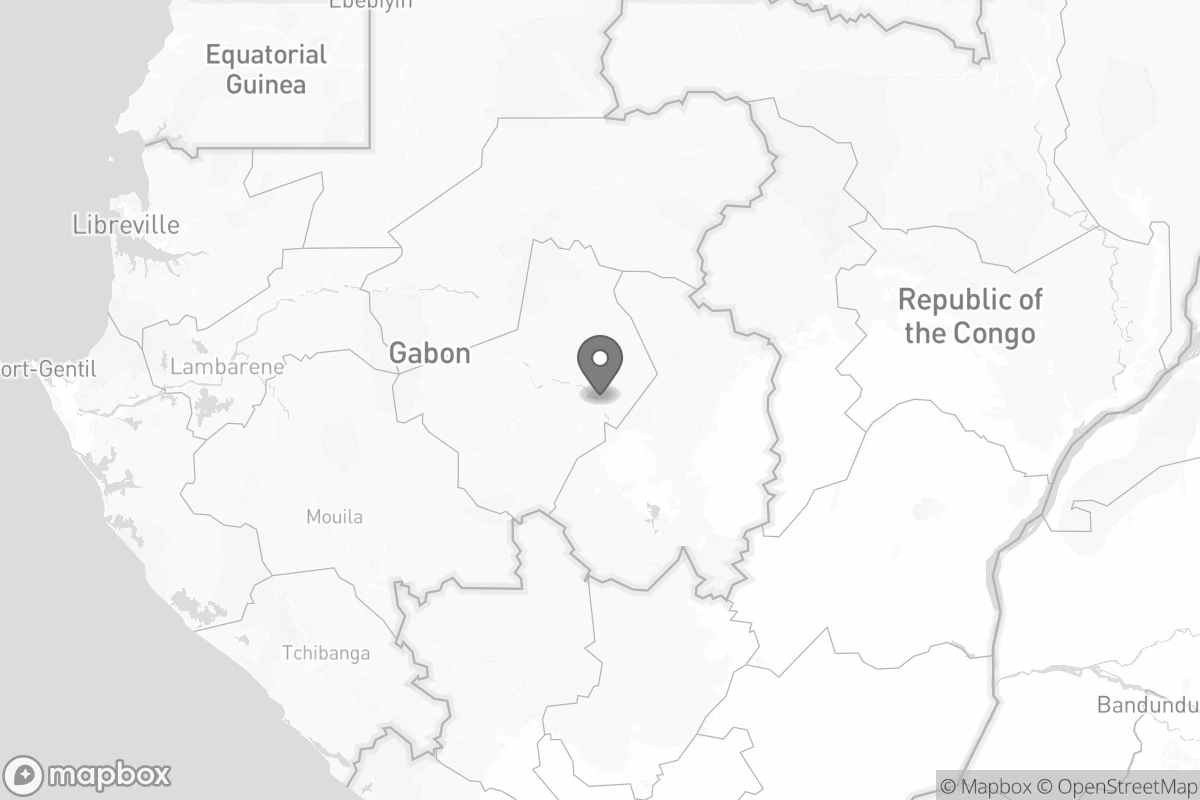 Ebebiyin
Equatorial
Guinea
Libreville
Republic of
the Congo
Gabon
ort-Gentil
Lambarene
Mouila
Tchibanga
Bandundu
mapbox
© Mapbox © OpenStreetMap